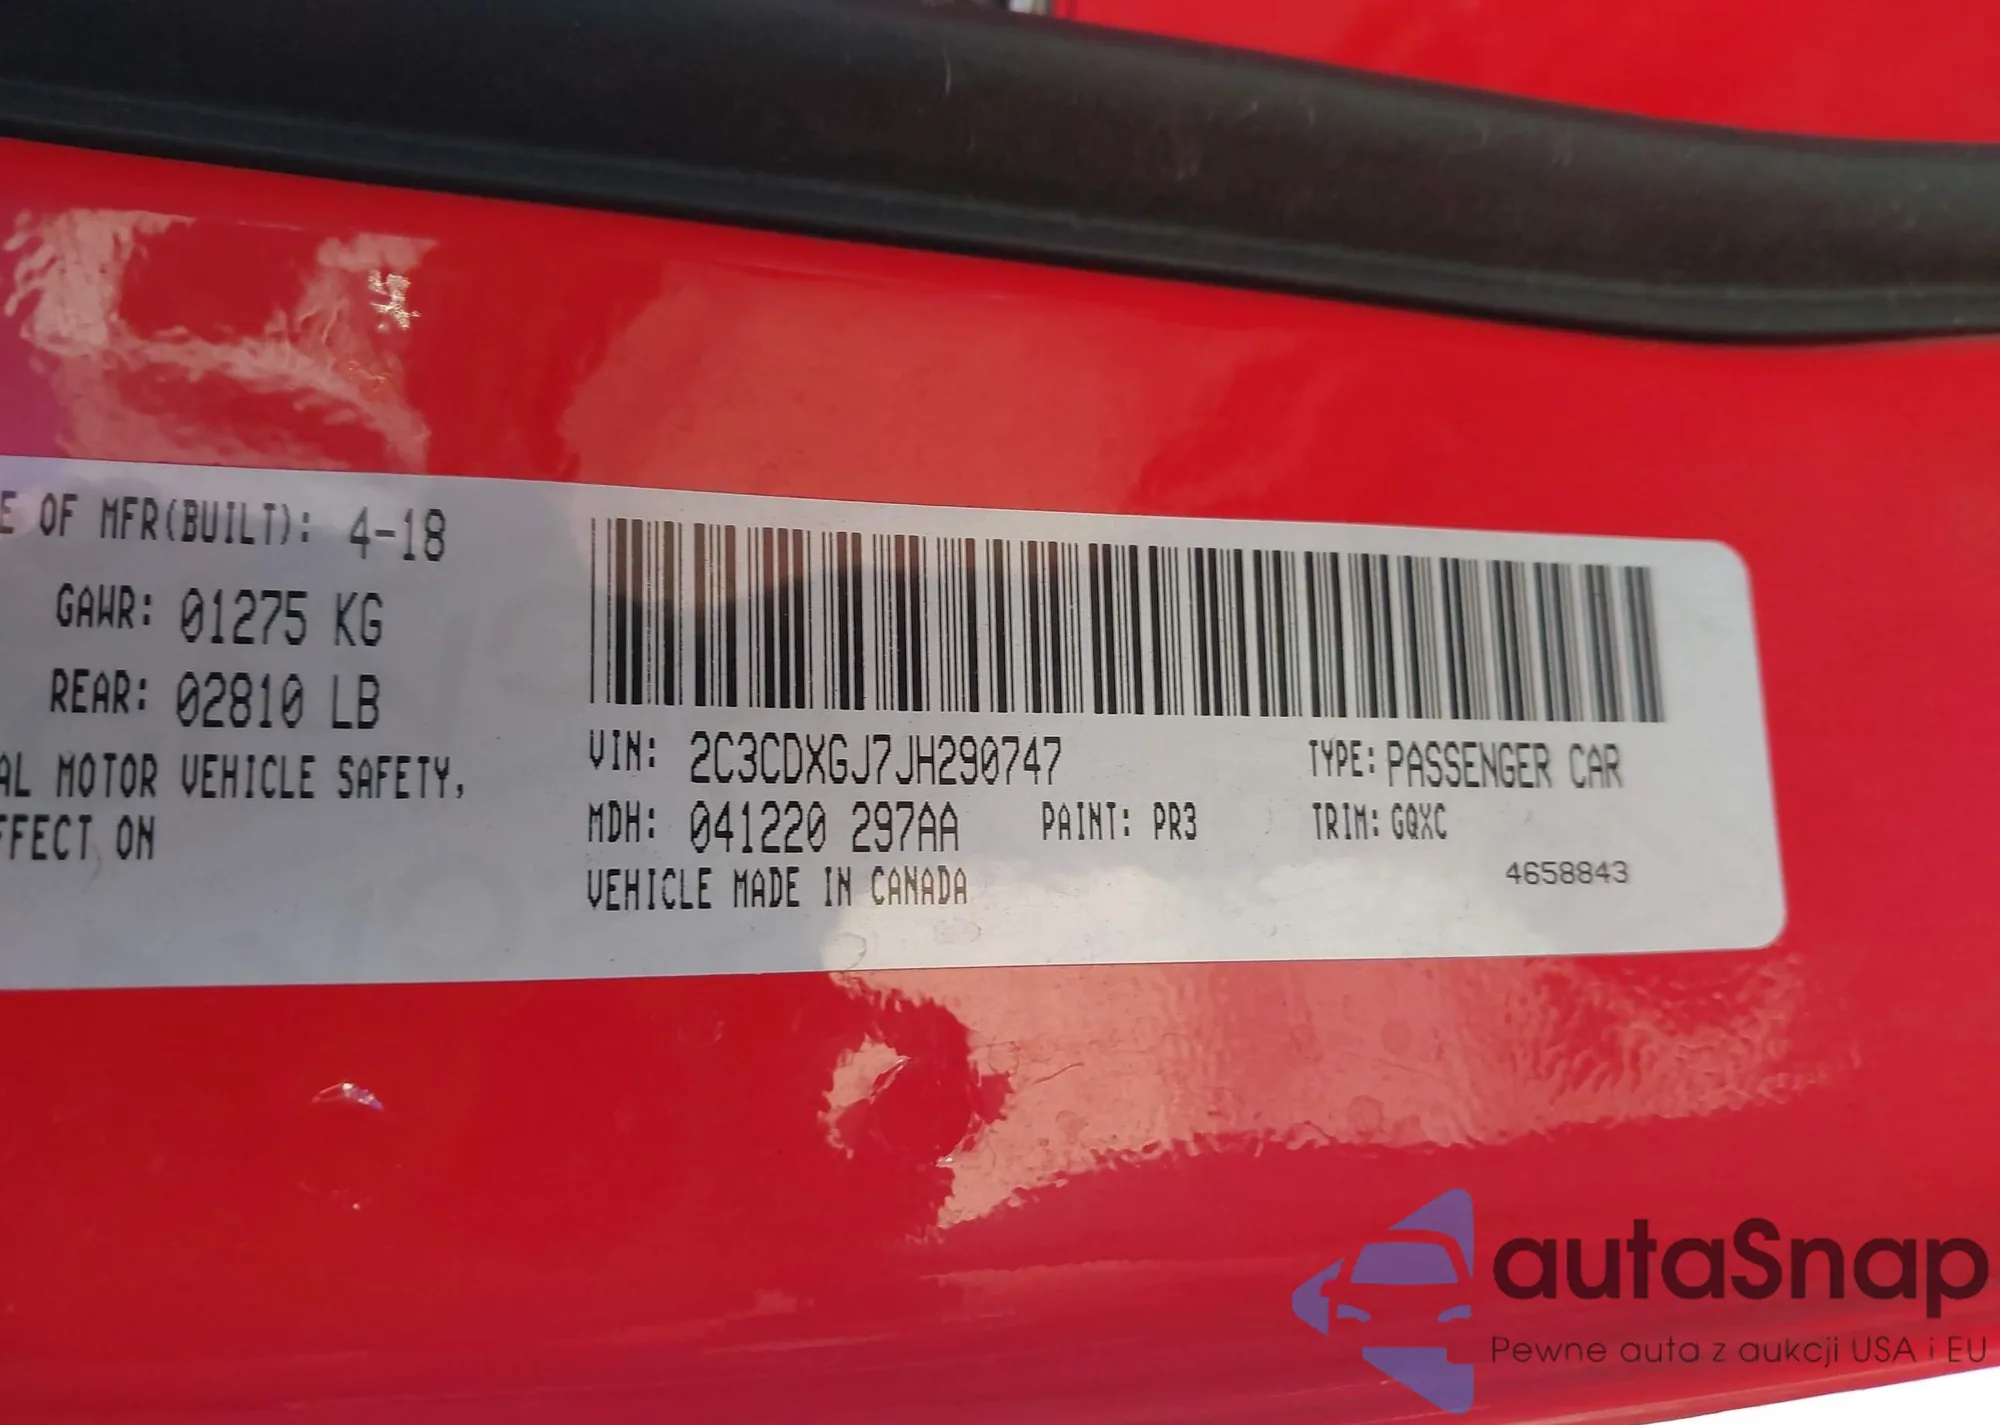 E OF MFR(BUILT): 4-18
GAWR: 01275 KG
REAR: 02810 LB
AL MOTOR VEHICLE SAFETY,
FFECT ON
VIN: 2C3CDXGJ7JH290747
TYPE: PASSENGER CAR
MDH: 041220 297AA
PAINT: PR3
TRIM: GQXC
VEHICLE MADE IN CANADA
4658843
autaSnap
Pewne auta z aukcji USA i EU